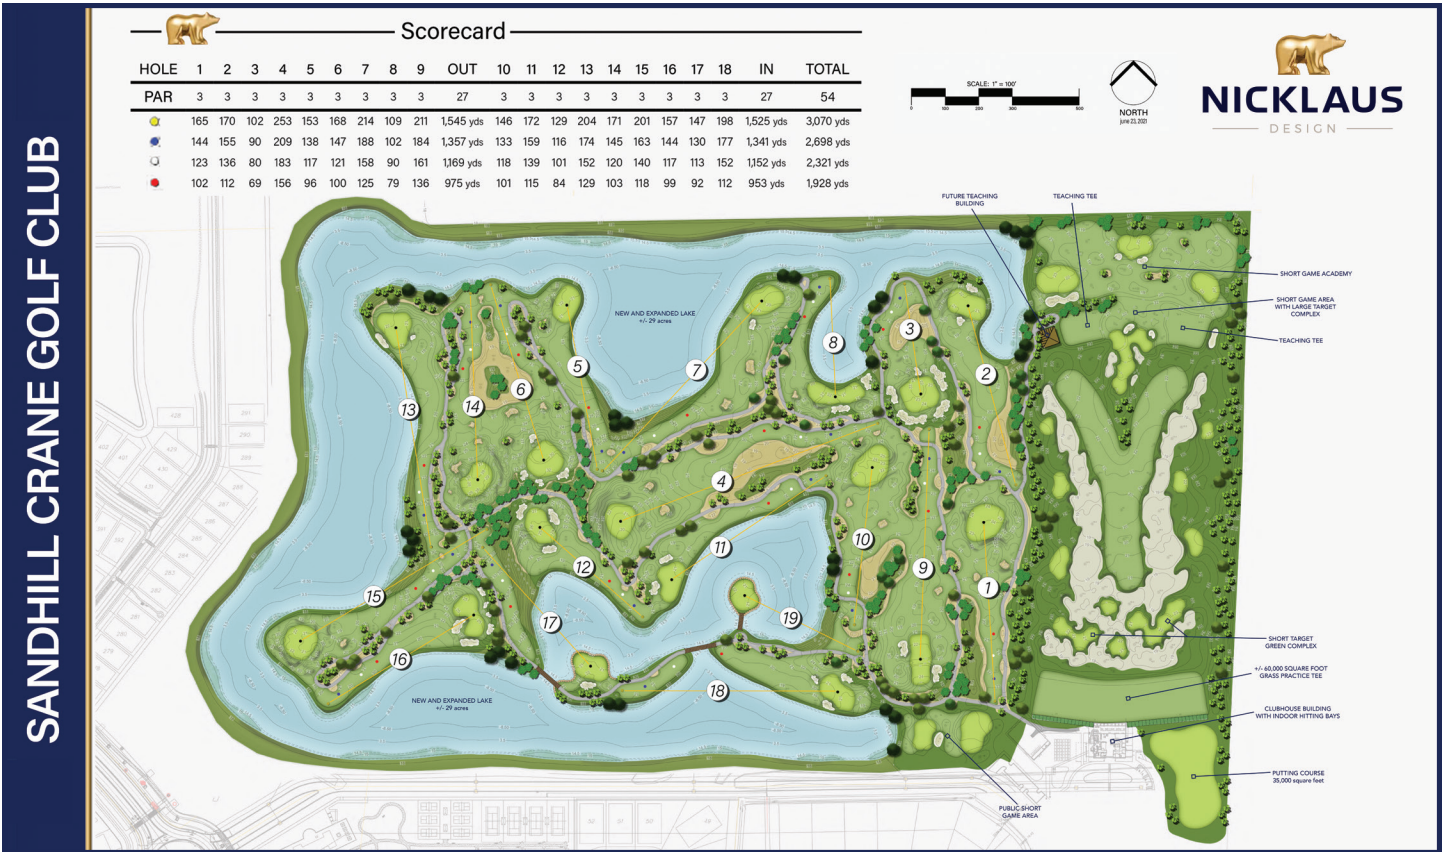 SANDHILL CRANE GOLF CLUB
Scorecard
HOLE 1 2 3 4 5 6 7 8 9 OUT 10 11 12 13 14 15 16 17 18 IN TOTAL
PAR 3 3 3 3 3 3 3 3 3 27 3 3 3 3 3 3 3 3 3 27 54
165 170 102 253 153 168 214 109 211 1,545 yds 146 172 129 204 171 201 157 147 198 1,525 yds 3,070 yds
144 155 90 209 138 147 188 102 184 1,357 yds 133 159 116 174 145 163 144 130 177 1,341 yds 2,698 yds
123 136 80 183 117 121 158 90 161 1,169 yds 118 139 101 152 120 140 117 113 152 1,152 yds 2,321 yds
102 112 69 156 96 100 125 79 136 975 yds 101 115 84 129 103 118 99 92 112 953 yds 1,928 yds
SCALE: 1" = 100'
0 100 200 300 500
NORTH
june 23, 2021
NICKLAUS
DESIGN
FUTURE TEACHING
BUILDING
TEACHING TEE
SHORT GAME ACADEMY
SHORT GAME AREA
WITH LARGE TARGET
COMPLEX
TEACHING TEE
NEW AND EXPANDED LAKE
+/- 29 acres
3
8
5
7
2
6
14
13
4
11
10
12
9
1
15
17
19
16
18
SHORT TARGET
GREEN COMPLEX
+/- 60,000 SQUARE FOOT
GRASS PRACTICE TEE
NEW AND EXPANDED LAKE
+/- 29 acres
CLUBHOUSE BUILDING
WITH INDOOR HITTING BAYS
PUTTING COURSE
35,000 square feet
PUBLIC SHORT
GAME AREA